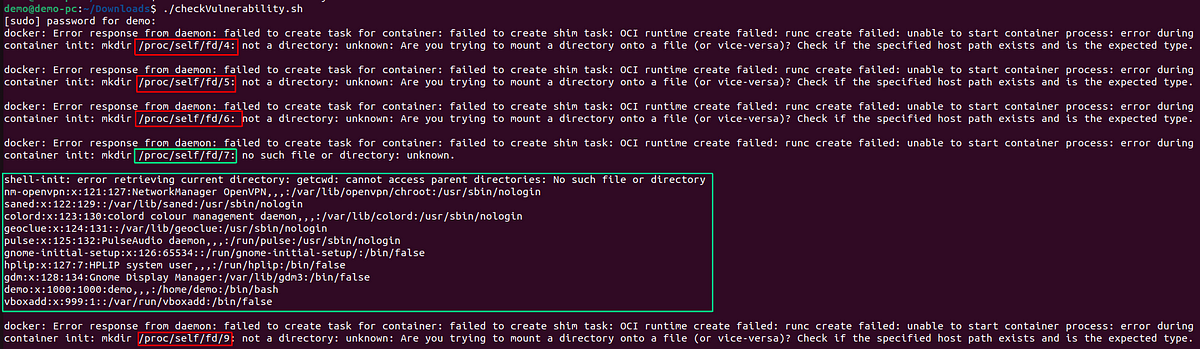 demo@demo-pc:~/Downloads$ ./checkVulnerability.sh
[sudo] password for demo:
docker: Error response from daemon: failed to create task for container: failed to create shim task: OCI runtime create failed: runc create failed: unable to start container process: error during
container init: mkdir /proc/self/fd/4: not a directory: unknown: Are you trying to mount a directory onto a file (or vice-versa)? Check if the specified host path exists and is the expected type.
docker: Error response from daemon: failed to create task for container: failed to create shim task: OCI runtime create failed: runc create failed: unable to start container process: error during
container init: mkdir /proc/self/fd/5: not a directory: unknown: Are you trying to mount a directory onto a file (or vice-versa)? Check if the specified host path exists and is the expected type.
docker: Error response from daemon: failed to create task for container: failed to create shim task: OCI runtime create failed: runc create failed: unable to start container process: error during
container init: mkdir /proc/self/fd/6: not a directory: unknown: Are you trying to mount a directory onto a file (or vice-versa)? Check if the specified host path exists and is the expected type.
docker: Error response from daemon: failed to create task for container: failed to create shim task: OCI runtime create failed: runc create failed: unable to start container process: error during
container init: mkdir /proc/self/fd/7: no such file or directory: unknown.
shell-init: error retrieving current directory: getcwd: cannot access parent directories: No such file or directory
nm-openvpn:x:121:127:NetworkManager OpenVPN,,,:/var/lib/openvpn/chroot:/usr/sbin/nologin
saned:x:122:129::/var/lib/saned:/usr/sbin/nologin
colord:x:123:130:colord colour management daemon,,,:/var/lib/colord:/usr/sbin/nologin
geoclue:x:124:131::/var/lib/geoclue:/usr/sbin/nologin
pulse:x:125:132:PulseAudio daemon,,,:/run/pulse:/usr/sbin/nologin
gnome-initial-setup:x:126:65534::/run/gnome-initial-setup/:/bin/false
hplip:x:127:7:HPLIP system user,,,:/run/hplip:/bin/false
gdm:x:128:134:Gnome Display Manager:/var/lib/gdm3:/bin/false
demo:x:1000:1000:demo,,,:/home/demo:/bin/bash
vboxadd:x:999:1::/var/run/vboxadd:/bin/false
docker: Error response from daemon: failed to create task for container: failed to create shim task: OCI runtime create failed: runc create failed: unable to start container process: error during
container init: mkdir /proc/self/fd/9: not a directory: unknown: Are you trying to mount a directory onto a file (or vice-versa)? Check if the specified host path exists and is the expected type.